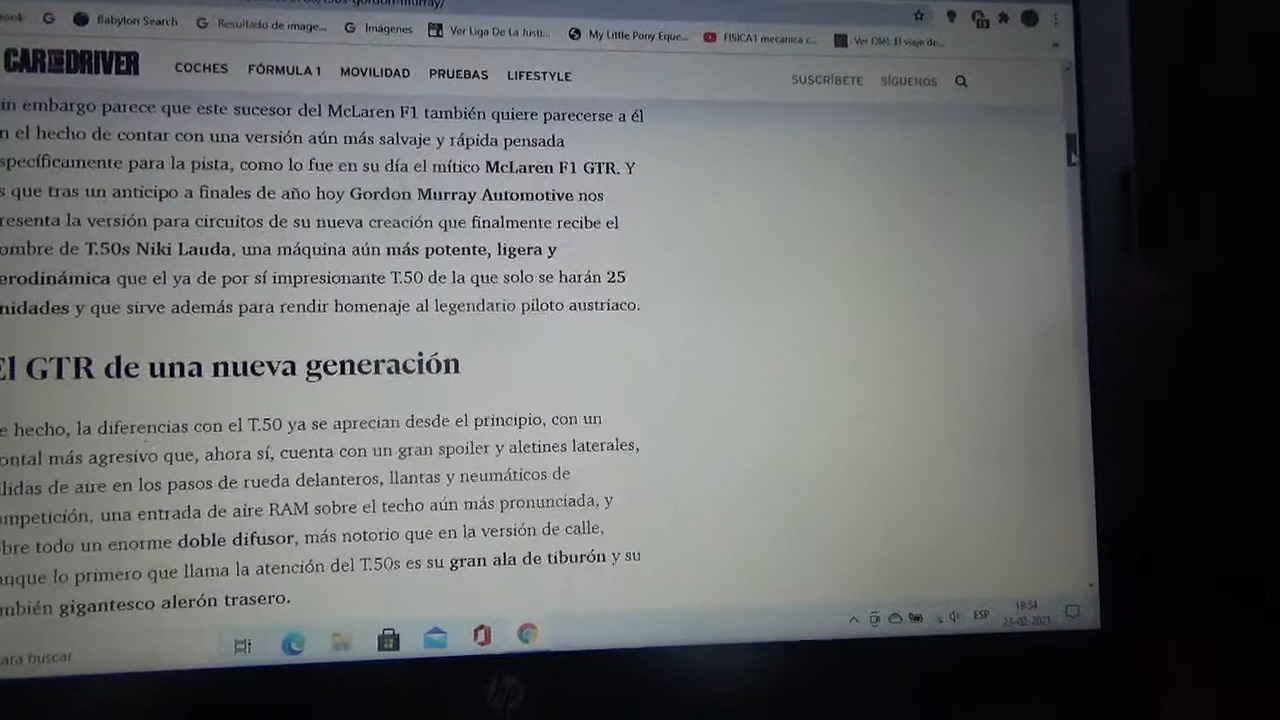 gordon-murray/
Babylon Search
Resultado de image...
Imágenes
Ver Liga De La Justi...
My Little Pony Eque...
FISICA1 mecanica c...
CAR AND DRIVER
COCHES
FÓRMULA 1
MOVILIDAD
PRUEBAS
LIFESTYLE
SUSCRÍBETE
SÍGUENOS
in embargo parece que este sucesor del McLaren F1 también quiere parecerse a él
n el hecho de contar con una versión aún más salvaje y rápida pensada
specíficamente para la pista, como lo fue en su día el mítico McLaren F1 GTR. Y
s que tras un anticipo a finales de año hoy Gordon Murray Automotive nos
resenta la versión para circuitos de su nueva creación que finalmente recibe el
ombre de T.50s Niki Lauda, una máquina aún más potente, ligera y
erodinámica que el ya de por sí impresionante T.50 de la que solo se harán 25
nidades y que sirve además para rendir homenaje al legendario piloto austriaco.
El GTR de una nueva generación
e hecho, la diferencias con el T.50 ya se aprecian desde el principio, con un
ontal más agresivo que, ahora sí, cuenta con un gran spoiler y aletines laterales,
lidas de aire en los pasos de rueda delanteros, llantas y neumáticos de
ompetición, una entrada de aire RAM sobre el techo aún más pronunciada, y
bre todo un enorme doble difusor, más notorio que en la versión de calle,
unque lo primero que llama la atención del T.50s es su gran ala de tiburón y su
mbién gigantesco alerón trasero.
ara buscar
ESP
19:34
23-02-2021
hp